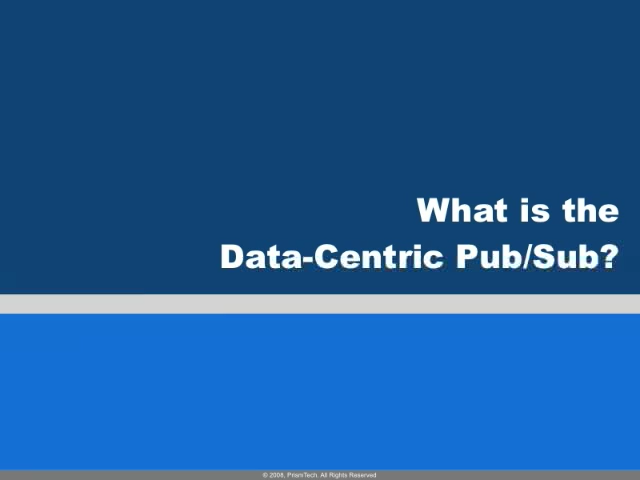 What is the
Data-Centric Pub/Sub?
© 2008, PrismTech. All Rights Reserved